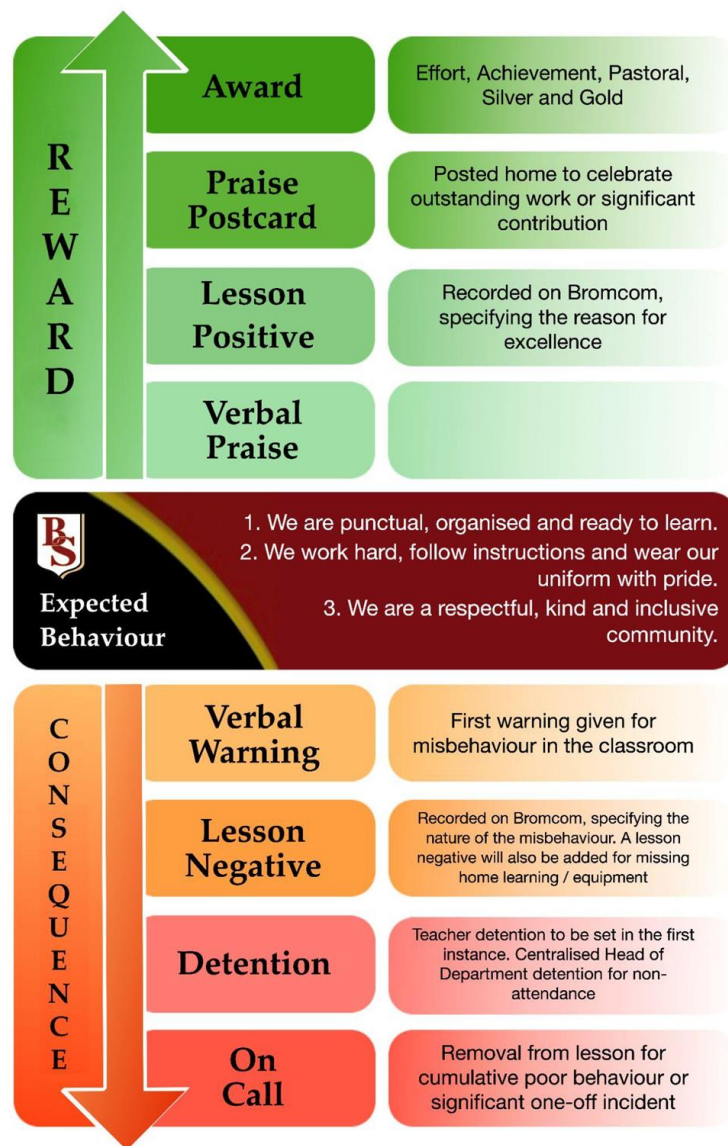 REWARD
Award
Effort, Achievement, Pastoral,
Silver and Gold
Praise
Postcard
Posted home to celebrate
outstanding work or significant
contribution
Lesson
Positive
Recorded on Bromcom,
specifying the reason for
excellence
Verbal
Praise
BS
Expected
Behaviour
1. We are punctual, organised and ready to learn.
2. We work hard, follow instructions and wear our
uniform with pride.
3. We are a respectful, kind and inclusive
community.
CONSEQUENCE
Verbal
Warning
First warning given for
misbehaviour in the classroom
Lesson
Negative
Recorded on Bromcom, specifying the
nature of the misbehaviour. A lesson
negative will also be added for missing
home learning / equipment
Detention
Teacher detention to be set in the first
instance. Centralised Head of
Department detention for non-
attendance
On
Call
Removal from lesson for
cumulative poor behaviour or
significant one-off incident